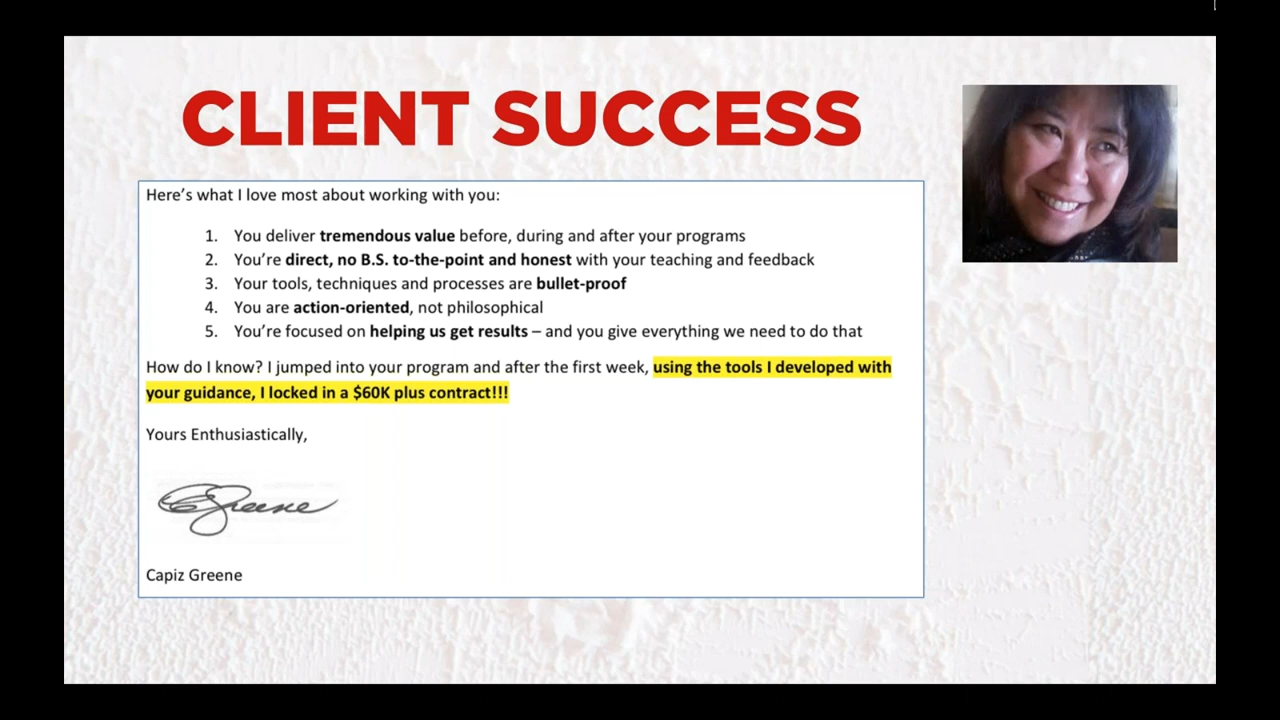 CLIENT SUCCESS
Here's what I love most about working with you:
1. You deliver tremendous value before, during and after your programs
2. You're direct, no B.S. to-the-point and honest with your teaching and feedback
3. Your tools, techniques and processes are bullet-proof
4. You are action-oriented, not philosophical
5. You're focused on helping us get results – and you give everything we need to do that
How do I know? I jumped into your program and after the first week, using the tools I developed with
your guidance, I locked in a $60K plus contract!!!
Yours Enthusiastically,
CGreene
Capiz Greene